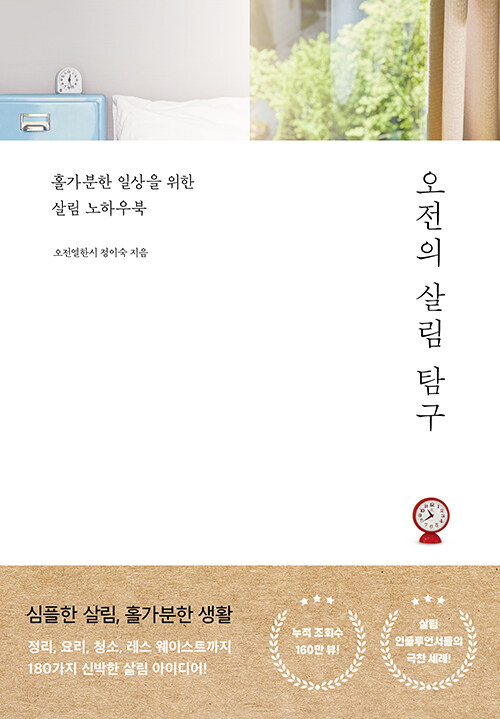 홀가분한 일상을 위한
살림 노하우북
오전열한시 정이숙 지음
오전의 살림 탐구
심플한 살림, 홀가분한 생활
정리, 요리, 청소, 레스 웨이스트까지
180가지 신박한 살림 아이디어!
누적 조회수
160만 뷰!
살림
인플루언서들의
극찬 세례!